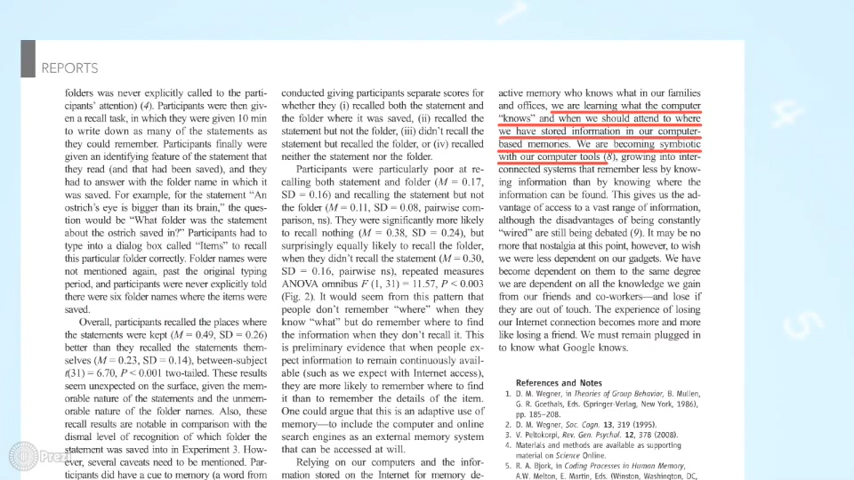 REPORTS
folders was never explicitly called to the parti-
cipants' attention) (4). Participants were then giv-
en a recall task, in which they were given 10 min
to write down as many of the statements as
they could remember. Participants finally were
given an identifying feature of the statement that
they read (and that had been saved), and they
had to answer with the folder name in which it
was saved. For example, for the statement "An
ostrich's eye is bigger than its brain," the ques-
tion would be "What folder was the statement
about the ostrich saved in?" Participants had to
type into a dialog box called "Items" to recall
this particular folder correctly. Folder names were
not mentioned again, past the original typing
period, and participants were never explicitly told
there were six folder names where the items were
saved.
Overall, participants recalled the places where
the statements were kept (M = 0.49, SD = 0.26)
better than they recalled the statements them-
selves (M = 0.23, SD = 0.14), between-subject
t(31) = 6.70, P < 0.001 two-tailed. These results
seem unexpected on the surface, given the mem-
orable nature of the statements and the unmem-
orable nature of the folder names. Also, these
recall results are notable in comparison with the
dismal level of recognition of which folder the
statement was saved into in Experiment 3. How-
ever, several caveats need to be mentioned. Par-
ticipants did have a cue to memory (a word from
conducted giving participants separate scores for
whether they (i) recalled both the statement and
the folder where it was saved, (ii) recalled the
statement but not the folder, (iii) didn't recall the
statement but recalled the folder, or (iv) recalled
neither the statement nor the folder.
Participants were particularly poor at re-
calling both statement and folder (M = 0.17,
SD = 0.16) and recalling the statement but not
the folder (M = 0.11, SD = 0.08, pairwise com-
parison, ns). They were significantly more likely
to recall nothing (M = 0.38, SD = 0.24), but
surprisingly equally likely to recall the folder,
when they didn't recall the statement (M = 0.30,
SD = 0.16, pairwise ns), repeated measures
ANOVA omnibus F (1, 31) = 11.57, P < 0.003
(Fig. 2). It would seem from this pattern that
people don't remember "where" when they
know "what" but do remember where to find
the information when they don't recall it. This
is preliminary evidence that when people ex-
pect information to remain continuously avail-
able (such as we expect with Internet access),
they are more likely to remember where to find
it than to remember the details of the item.
One could argue that this is an adaptive use of
memory—to include the computer and online
search engines as an external memory system
that can be accessed at will.
Relying on our computers and the infor-
mation stored on the Internet for memory de-
active memory who knows what in our families
and offices, we are learning what the computer
"knows" and when we should attend to where
we have stored information in our computer-
based memories. We are becoming symbiotic
with our computer tools (8), growing into inter-
connected systems that remember less by know-
ing information than by knowing where the
information can be found. This gives us the ad-
vantage of access to a vast range of information,
although the disadvantages of being constantly
"wired" are still being debated (9). It may be no
more that nostalgia at this point, however, to wish
we were less dependent on our gadgets. We have
become dependent on them to the same degree
we are dependent on all the knowledge we gain
from our friends and co-workers—and lose if
they are out of touch. The experience of losing
our Internet connection becomes more and more
like losing a friend. We must remain plugged in
to know what Google knows.
References and Notes
1. D. M. Wegner, in Theories of Group Behavior, B. Mullen,
G. R. Goethals, Eds. (Springer-Verlag, New York, 1986),
pp. 185–208.
2. D. M. Wegner, Soc. Cogn. 13, 319 (1995).
3. V. Peltokorpi, Rev. Gen. Psychol. 12, 378 (2008).
4. Materials and methods are available as supporting
material on Science Online.
5. R. A. Bjork, in Coding Processes in Human Memory,
A.W. Melton, E. Martin, Eds. (Winston, Washington, DC,
Prezi
4
5